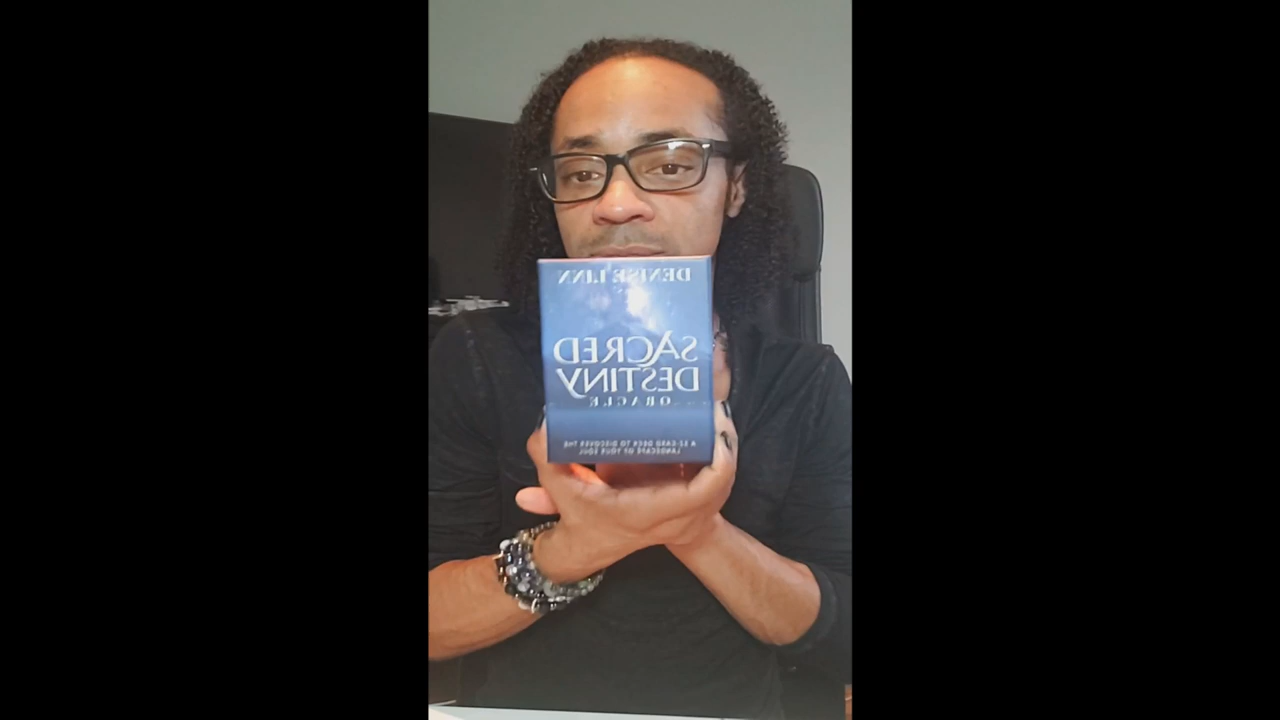 DENISE LINN
SACRED
DESTINY
ORACLE
A 52-CARD DECK TO DISCOVER THE
LANDSCAPE OF YOUR SOUL